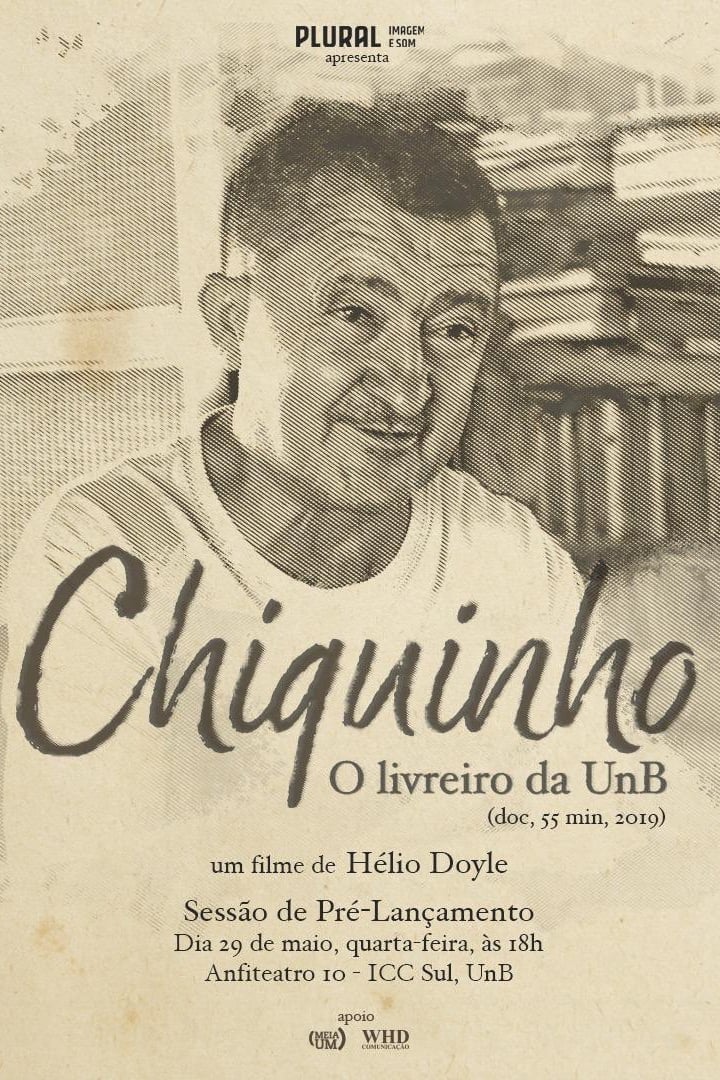 PLURAL IMAGEM E SOM
apresenta
Chiquinho
O livreiro da UnB
(doc, 55 min, 2019)
um filme de Hélio Doyle
Sessão de Pré-Lançamento
Dia 29 de maio, quarta-feira, às 18h
Anfiteatro 10 - ICC Sul, UnB
apoio
(MEIA UM) WHD COMUNICAÇÃO